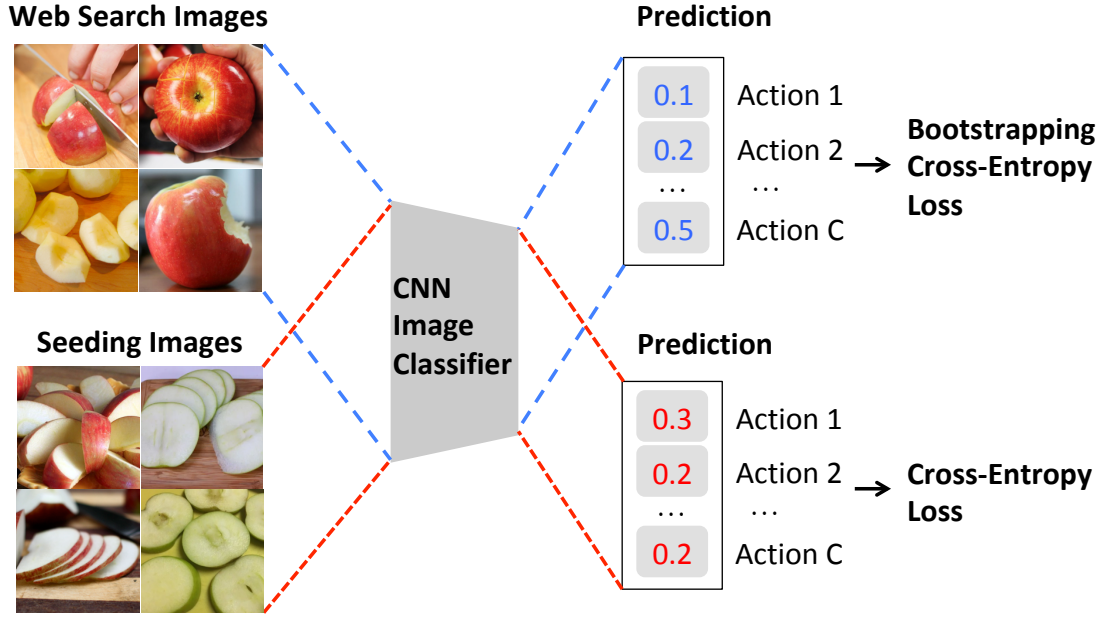 Web Search Images
Prediction
0.1 Action 1
0.2 Action 2
... ...
0.5 Action C
Bootstrapping
Cross-Entropy
Loss
CNN
Image
Classifier
Seeding Images
Prediction
0.3 Action 1
0.2 Action 2
... ...
0.2 Action C
Cross-Entropy
Loss